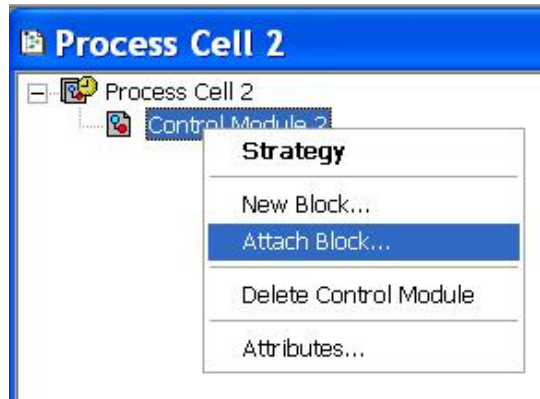 Process Cell 2
Process Cell 2
Control Module 2
Strategy
New Block...
Attach Block...
Delete Control Module
Attributes...